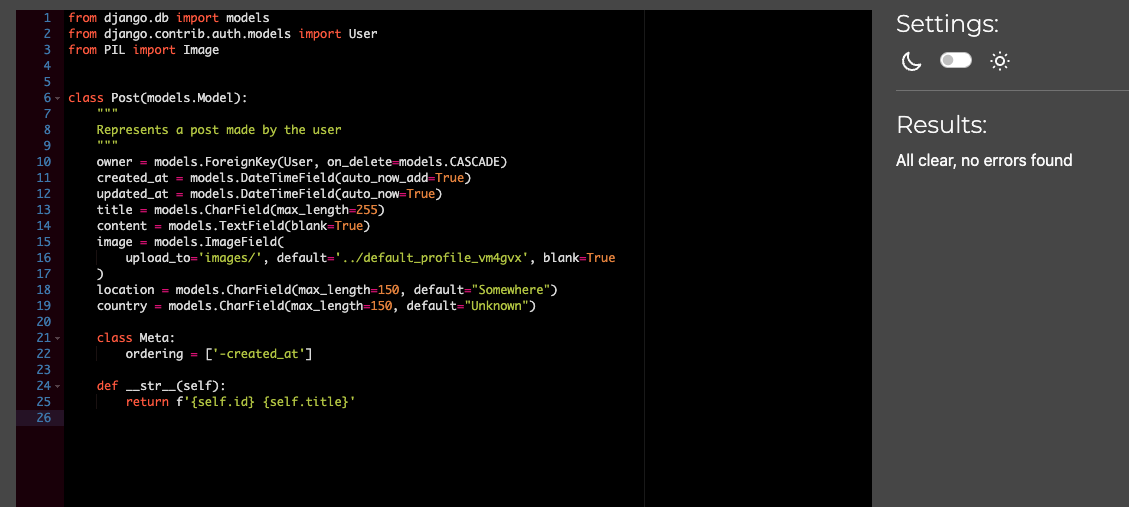 1 from django.db import models
2 from django.contrib.auth.models import User
3 from PIL import Image
4
5
6 class Post(models.Model):
7     """
8     Represents a post made by the user
9     """
10     owner = models.ForeignKey(User, on_delete=models.CASCADE)
11     created_at = models.DateTimeField(auto_now_add=True)
12     updated_at = models.DateTimeField(auto_now=True)
13     title = models.CharField(max_length=255)
14     content = models.TextField(blank=True)
15     image = models.ImageField(
16         upload_to='images/', default='../default_profile_vm4gvx', blank=True
17     )
18     location = models.CharField(max_length=150, default="Somewhere")
19     country = models.CharField(max_length=150, default="Unknown")
20
21     class Meta:
22         ordering = ['-created_at']
23
24     def __str__(self):
25         return f'{self.id} {self.title}'
26
Settings:
Results:
All clear, no errors found